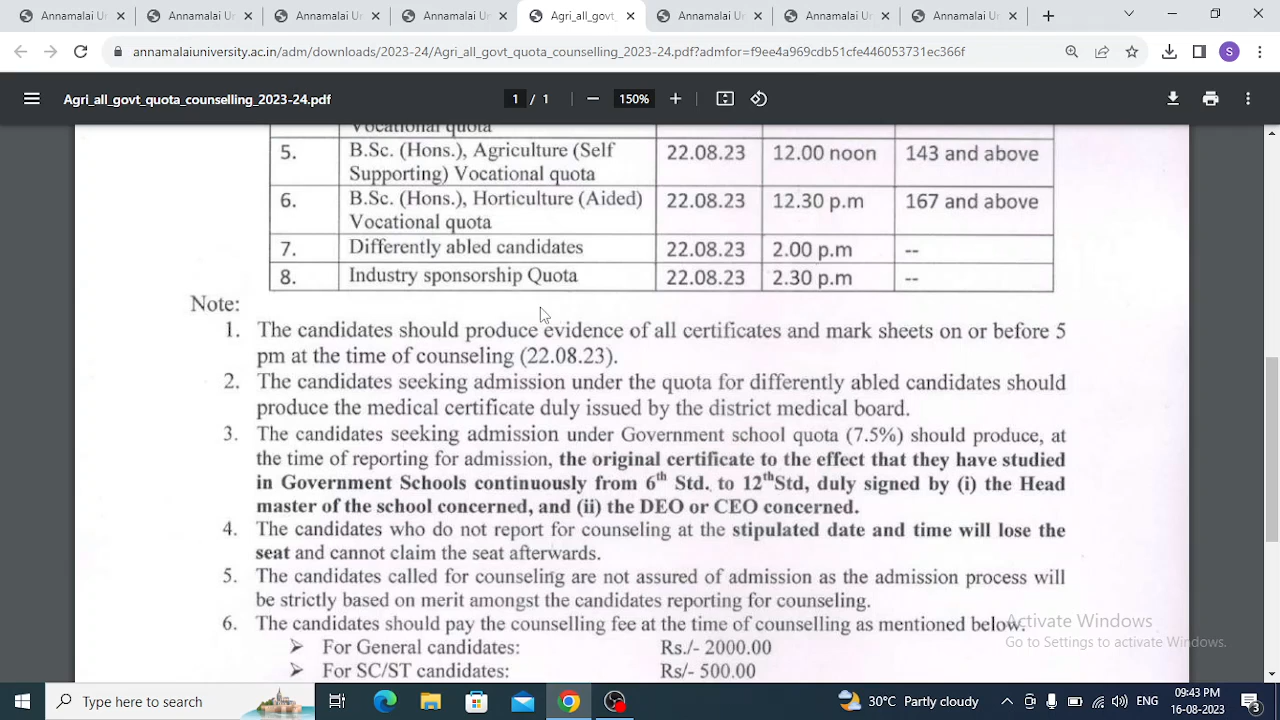 Annamalai Ur
Annamalai Ur
Annamalai Ur
Annamalai Ur
Agri_all_govt_
Annamalai Ur
Annamalai Ur
Annamalai Ur
annamalaiuniversity.ac.in/adm/downloads/2023-24/Agri_all_govt_quota_counselling_2023-24.pdf?admfor=f9ee4a969cdb51cfe446053731ec366f
S
Agri_all_govt_quota_counselling_2023-24.pdf
1 / 1
150%
Vocational quota
5. B.Sc. (Hons.), Agriculture (Self 22.08.23 12.00 noon 143 and above
Supporting) Vocational quota
6. B.Sc. (Hons.), Horticulture (Aided) 22.08.23 12.30 p.m 167 and above
Vocational quota
7. Differently abled candidates 22.08.23 2.00 p.m --
8. Industry sponsorship Quota 22.08.23 2.30 p.m --
Note:
1. The candidates should produce evidence of all certificates and mark sheets on or before 5
pm at the time of counseling (22.08.23).
2. The candidates seeking admission under the quota for differently abled candidates should
produce the medical certificate duly issued by the district medical board.
3. The candidates seeking admission under Government school quota (7.5%) should produce, at
the time of reporting for admission, the original certificate to the effect that they have studied
in Government Schools continuously from 6th Std. to 12thStd, duly signed by (i) the Head
master of the school concerned, and (ii) the DEO or CEO concerned.
4. The candidates who do not report for counseling at the stipulated date and time will lose the
seat and cannot claim the seat afterwards.
5. The candidates called for counseling are not assured of admission as the admission process will
be strictly based on merit amongst the candidates reporting for counseling.
6. The candidates should pay the counselling fee at the time of counselling as mentioned below.
➢ For General candidates: Rs./- 2000.00
➢ For SC/ST candidates: Rs/- 500.00
Activate Windows
Go to Settings to activate Windows.
Type here to search
30°C Partly cloudy
ENG
09:43 PM
16-08-2023
3